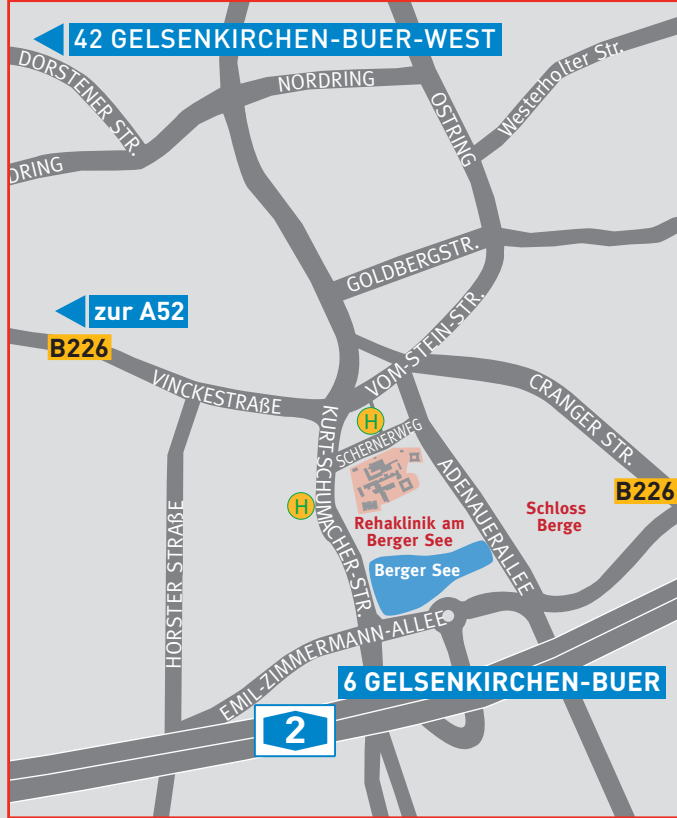 42 GELSENKIRCHEN-BUER-WEST
DORSTENER STR.
NORDRING
OSTRING
Westerholter Str.
DRING
GOLDBERGSTR.
zur A52
B226
VOM-STEIN-STR.
VINCKESTRAßE
CRANGER STR.
KURT-SCHUMACHER-STR.
H
SCHERNERWEG
ADENAUERALLEE
B226
H
Schloss
Berge
Rehaklinik am
Berger See
HORSTER STRAßE
Berger See
EMIL-ZIMMERMANN-ALLEE
6 GELSENKIRCHEN-BUER
2